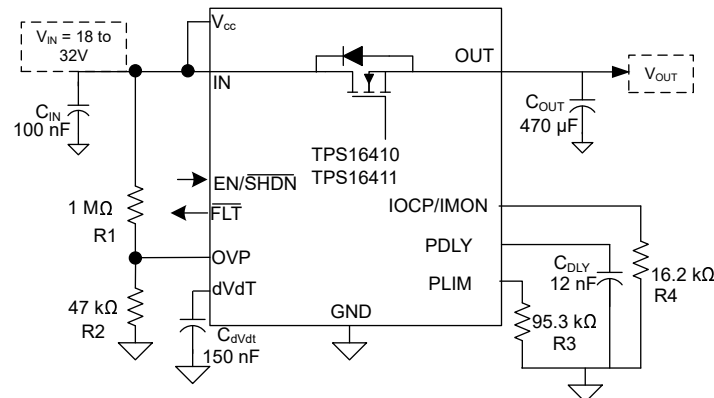 V_IN = 18 to
32V
V_cc
IN
OUT
V_OUT
C_IN
100 nF
C_OUT
470 µF
TPS16410
TPS16411
EN/SHDN
FLT
IOCP/IMON
1 MΩ
R1
OVP
PDLY
C_DLY
12 nF
16.2 kΩ
R4
dVdT
PLIM
47 kΩ
R2
C_dVdt
150 nF
GND
95.3 kΩ
R3